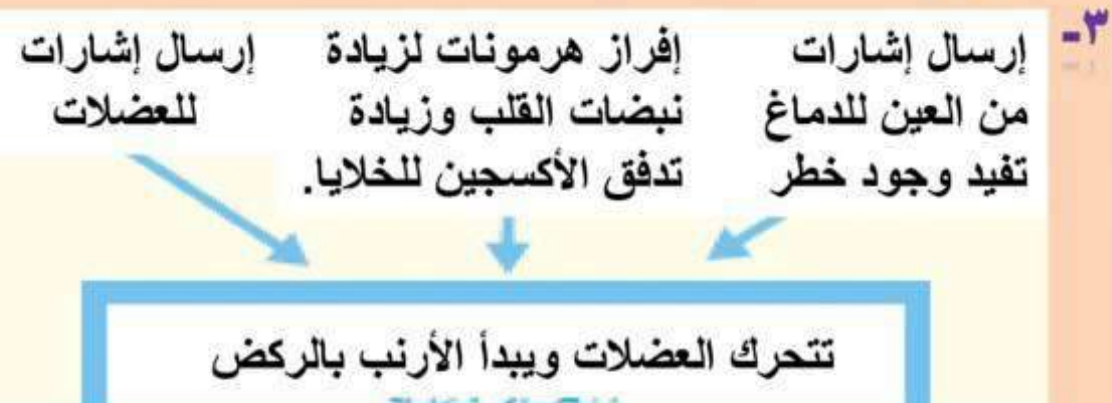 ٣-
إرسال إشارات
من العين للدماغ
تفيد وجود خطر
إفراز هرمونات لزيادة
نبضات القلب وزيادة
تدفق الأكسجين للخلايا.
إرسال إشارات
للعضلات
تتحرك العضلات ويبدأ الأرنب بالركض